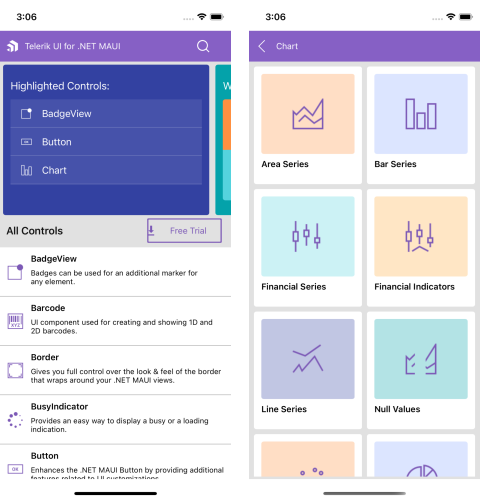 3:06
Telerik UI for .NET MAUI
Highlighted Controls:
W
BadgeView
OK Button
Chart
All Controls
Free Trial
BadgeView
Badges can be used for an additional marker for
any element.
Barcode
XYZ
UI component used for creating and showing 1D and
2D barcodes.
Border
Gives you full control over the look & feel of the border
that wraps around your .NET MAUI views.
BusyIndicator
Provides an easy way to display a busy or a loading
indication.
Button
OK
Enhances the .NET MAUI Button by providing additional
features related to UI customizations
3:06
Chart
Area Series
Bar Series
Financial Series
Financial Indicators
Line Series
Null Values